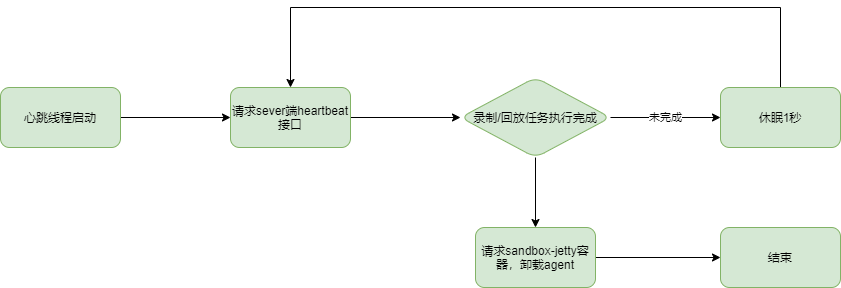 心跳线程启动
请求sever端heartbeat
接口
录制/回放任务执行完成
未完成
休眠1秒
请求sandbox-jetty容
器，卸载agent
结束